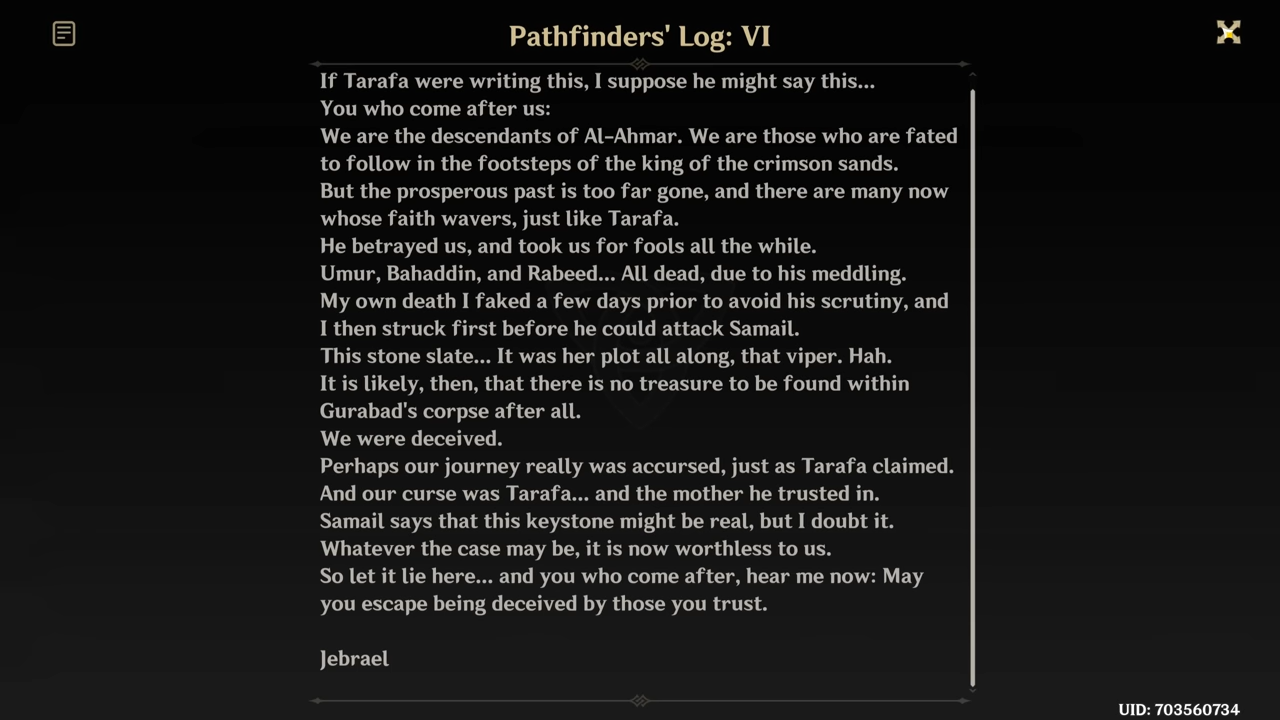 Pathfinders' Log: VI
If Tarafa were writing this, I suppose he might say this...
You who come after us:
We are the descendants of Al-Ahmar. We are those who are fated
to follow in the footsteps of the king of the crimson sands.
But the prosperous past is too far gone, and there are many now
whose faith wavers, just like Tarafa.
He betrayed us, and took us for fools all the while.
Umur, Bahaddin, and Rabeed... All dead, due to his meddling.
My own death I faked a few days prior to avoid his scrutiny, and
I then struck first before he could attack Samail.
This stone slate... It was her plot all along, that viper. Hah.
It is likely, then, that there is no treasure to be found within
Gurabad's corpse after all.
We were deceived.
Perhaps our journey really was accursed, just as Tarafa claimed.
And our curse was Tarafa... and the mother he trusted in.
Samail says that this keystone might be real, but I doubt it.
Whatever the case may be, it is now worthless to us.
So let it lie here... and you who come after, hear me now: May
you escape being deceived by those you trust.
Jebrael
UID: 703560734